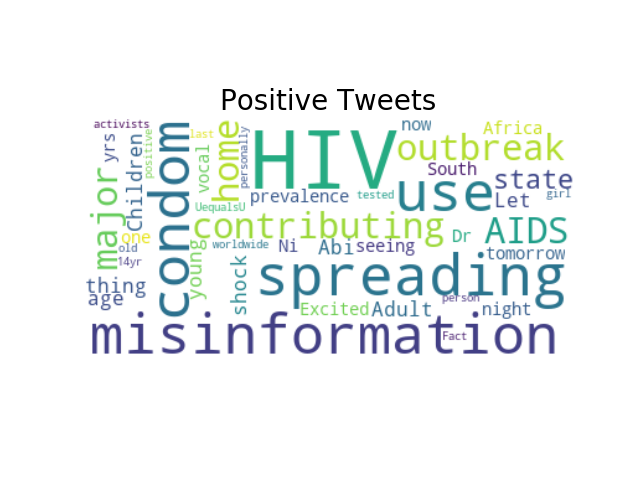 Positive Tweets
activists
yrs
Children
positive
condom
last
vocal
home
personally
HIV
now
Africa
outbreak
South
state
prevalence
tested
use
Let
girl
major
UequalsU
contributing
Dr
AIDS
one
old
14yr
young
worldwide
Ni
Abi
seeing
tomorrow
thing
age
shock
spreading
Excited
Adult
person
night
misinformation
Fact